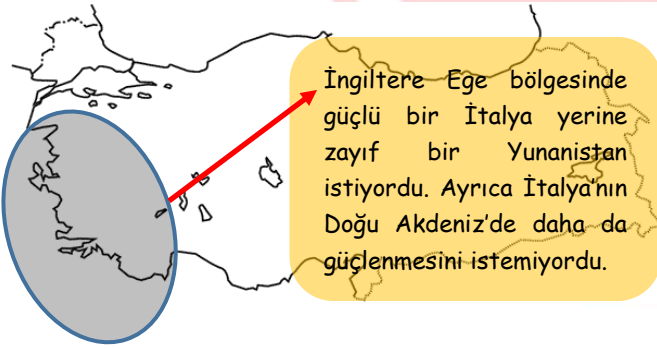 İngiltere Ege bölgesinde
güçlü bir İtalya yerine
zayıf bir Yunanistan
istiyordu. Ayrıca İtalya'nın
Doğu Akdeniz'de daha da
güçlenmesini istemiyordu.